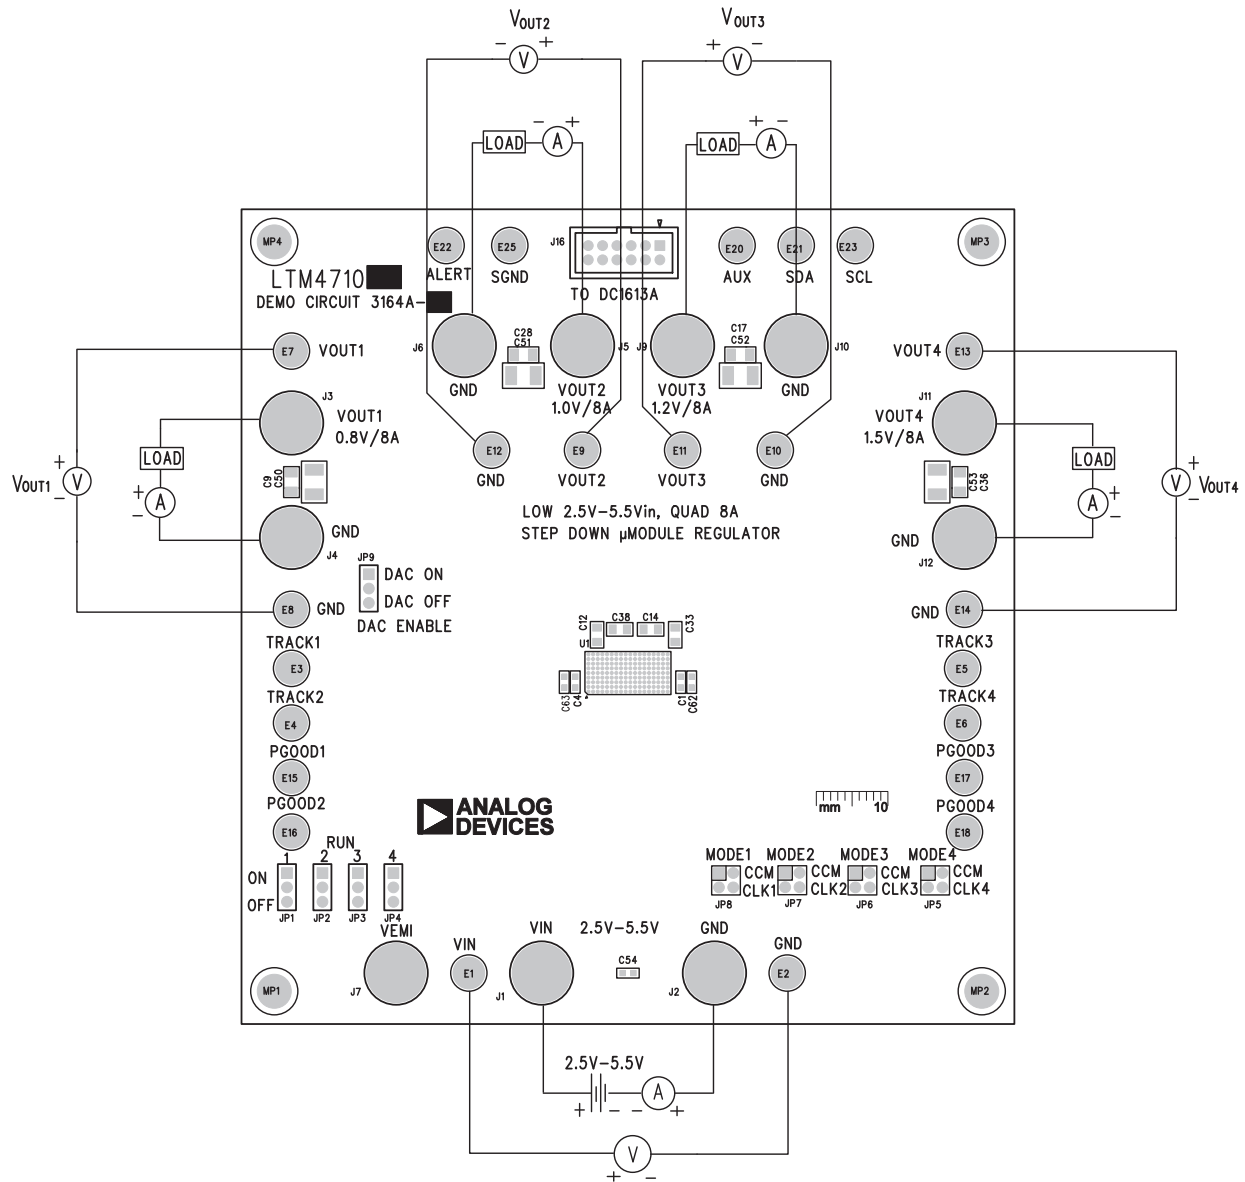 VOUT2
VOUT3
− V +
+ V −
− +
+ −
LOAD A
LOAD A
MP4
E22
E25
J16
E20
E21
E23
MP3
ALERT
SGND
AUX
SDA
SCL
LTM4710
DEMO CIRCUIT 3164A-
TO DC1613A
J6
C28
C51
J5
J9
C17
C52
J10
E7 VOUT1
VOUT4 E13
GND
VOUT2
1.0V/8A
VOUT3
1.2V/8A
GND
J3
VOUT1
0.8V/8A
J11
VOUT4
1.5V/8A
E12
E9
E11
E10
GND
VOUT2
VOUT3
GND
LOAD
LOAD
VOUT1
+
V
−
+
A
−
C9
C50
C53
C36
+
A
−
+
V
−
VOUT4
LOW 2.5V−5.5Vin, QUAD 8A
STEP DOWN µMODULE REGULATOR
GND
J4
GND
J12
JP9
DAC ON
DAC OFF
DAC ENABLE
E8 GND
GND E14
C12
C38
C14
C33
U1
C63
C4
C1
C62
TRACK1
E3
TRACK2
E4
PGOOD1
E15
PGOOD2
E16
TRACK3
E5
TRACK4
E6
PGOOD3
E17
PGOOD4
E18
ANALOG
DEVICES
mm 10
RUN
1 2 3 4
ON
OFF
JP1
JP2
JP3
JP4
MODE1
MODE2
MODE3
MODE4
CCM
CCM
CCM
CCM
CLK1
CLK2
CLK3
CLK4
JP8
JP7
JP6
JP5
VEMI
VIN
VIN
2.5V−5.5V
GND
GND
J7
E1
J1
C54
J2
E2
MP1
MP2
2.5V−5.5V
+ − − A +
V
+ −